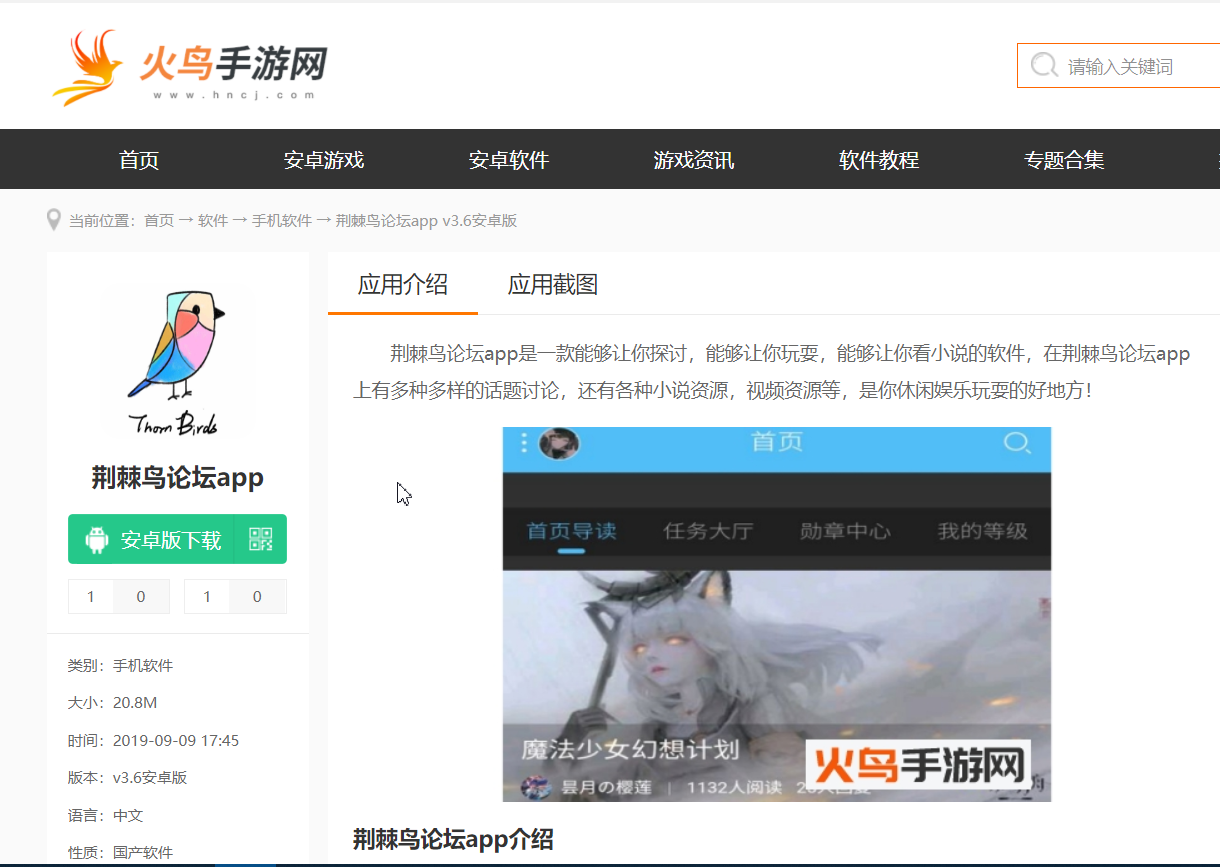 火鸟手游网
www.hncj.com
请输入关键词
首页 安卓游戏 安卓软件 游戏资讯 软件教程 专题合集
当前位置：首页 → 软件 → 手机软件 → 荆棘鸟论坛app v3.6安卓版
Thorn Birds
荆棘鸟论坛app
安卓版下载
1 0 1 0
类别：手机软件
大小：20.8M
时间：2019-09-09 17:45
版本：v3.6安卓版
语言：中文
性质：国产软件
应用介绍 应用截图
荆棘鸟论坛app是一款能够让你探讨，能够让你玩耍，能够让你看小说的软件，在荆棘鸟论坛app
上有多种多样的话题讨论，还有各种小说资源，视频资源等，是你休闲娱乐玩耍的好地方！
首页
首页导读 任务大厅 勋章中心 我的等级
魔法少女幻想计划
昙月の樱莲 | 1132人阅读
火鸟手游网
荆棘鸟论坛app介绍